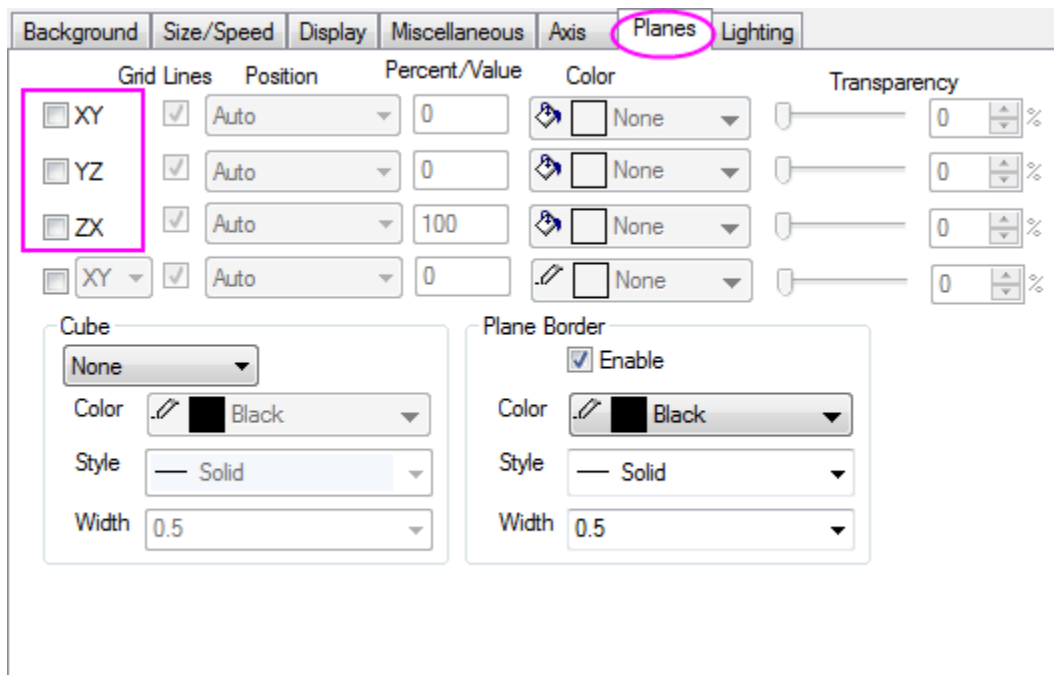 Background Size/Speed Display Miscellaneous Axis Planes Lighting
Grid Lines Position Percent/Value Color Transparency
XY Auto 0 None 0 %
YZ Auto 0 None 0 %
ZX Auto 100 None 0 %
XY Auto 0 None 0 %
Cube
None
Color Black
Style Solid
Width 0.5
Plane Border
Enable
Color Black
Style Solid
Width 0.5